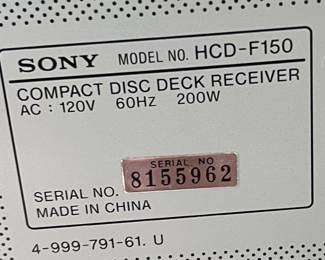 SONY MODEL NO. HCD-F150
COMPACT DISC DECK RECEIVER
AC : 120V 60HZ 200W
SERIAL NO
SERIAL NO. 8155962
MADE IN CHINA
4-999-791-61. U